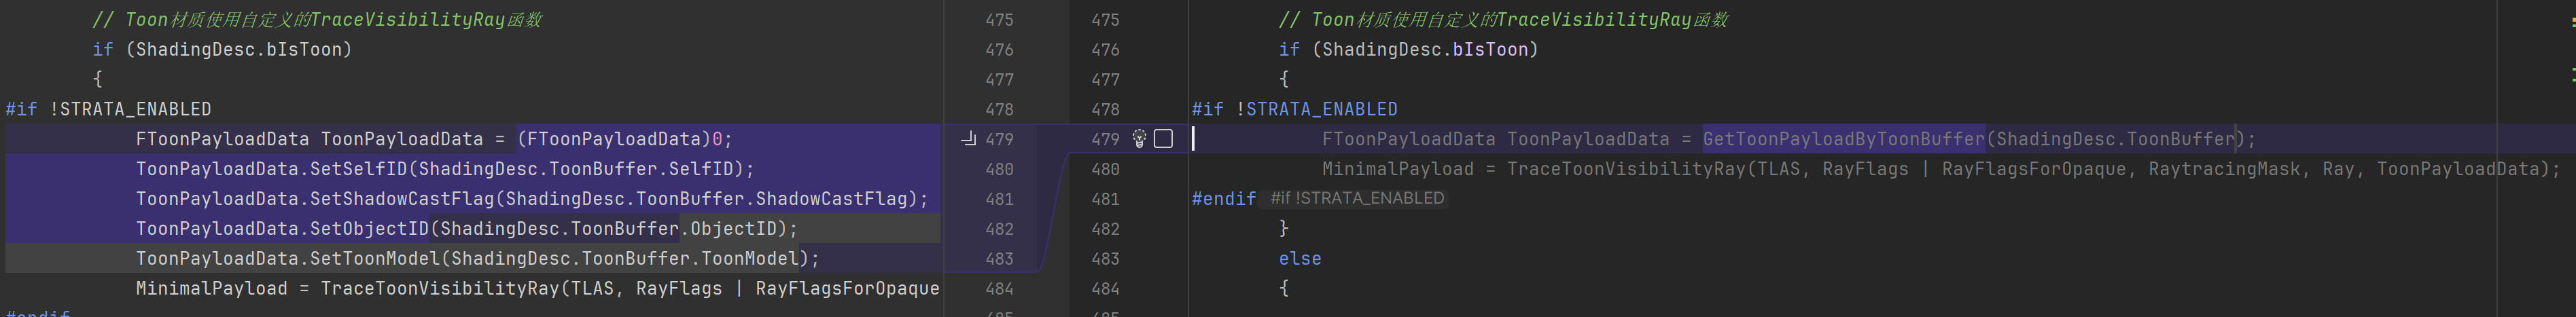 // Toon材质使用自定义的TraceVisibilityRay函数
if (ShadingDesc.bIsToon)
{
#if !STRATA_ENABLED
FToonPayloadData ToonPayloadData = (FToonPayloadData)0;
ToonPayloadData.SetSelfID(ShadingDesc.ToonBuffer.SelfID);
ToonPayloadData.SetShadowCastFlag(ShadingDesc.ToonBuffer.ShadowCastFlag);
ToonPayloadData.SetObjectID(ShadingDesc.ToonBuffer.ObjectID);
ToonPayloadData.SetToonModel(ShadingDesc.ToonBuffer.ToonModel);
MinimalPayload = TraceToonVisibilityRay(TLAS, RayFlags | RayFlagsForOpaque
#endif
475
476
477
478
479
480
481
482
483
484
485
475
476
477
478
479
480
481
482
483
484
485
// Toon材质使用自定义的TraceVisibilityRay函数
if (ShadingDesc.bIsToon)
{
#if !STRATA_ENABLED
FToonPayloadData ToonPayloadData = GetToonPayloadByToonBuffer(ShadingDesc.ToonBuffer);
MinimalPayload = TraceToonVisibilityRay(TLAS, RayFlags | RayFlagsForOpaque, RaytracingMask, Ray, ToonPayloadData);
#endif #if !STRATA_ENABLED
}
else
{